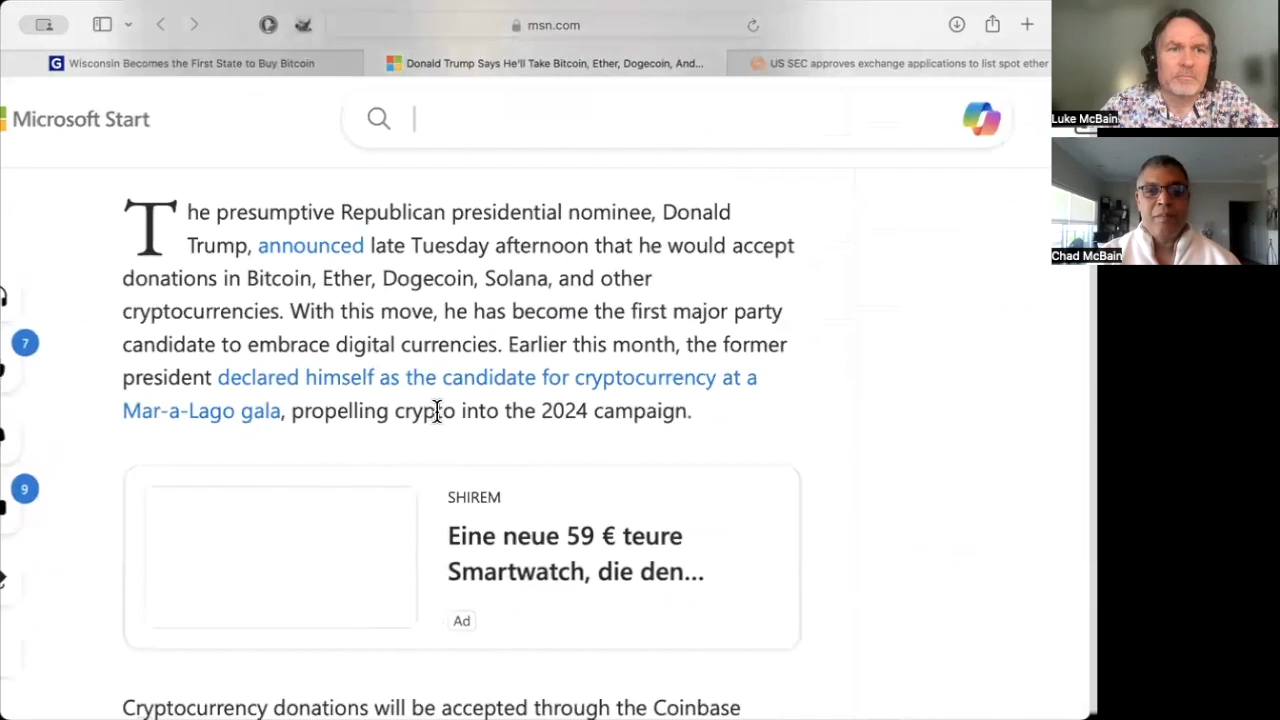 msn.com
Wisconsin Becomes the First State to Buy Bitcoin
Donald Trump Says He'll Take Bitcoin, Ether, Dogecoin, And...
US SEC approves exchange applications to list spot ether
Luke McBain
Microsoft Start
Chad McBain
The presumptive Republican presidential nominee, Donald
Trump, announced late Tuesday afternoon that he would accept
donations in Bitcoin, Ether, Dogecoin, Solana, and other
cryptocurrencies. With this move, he has become the first major party
candidate to embrace digital currencies. Earlier this month, the former
president declared himself as the candidate for cryptocurrency at a
Mar-a-Lago gala, propelling crypto into the 2024 campaign.
7
9
SHIREM
Eine neue 59 € teure
Smartwatch, die den...
Ad
Cryptocurrency donations will be accepted through the Coinbase